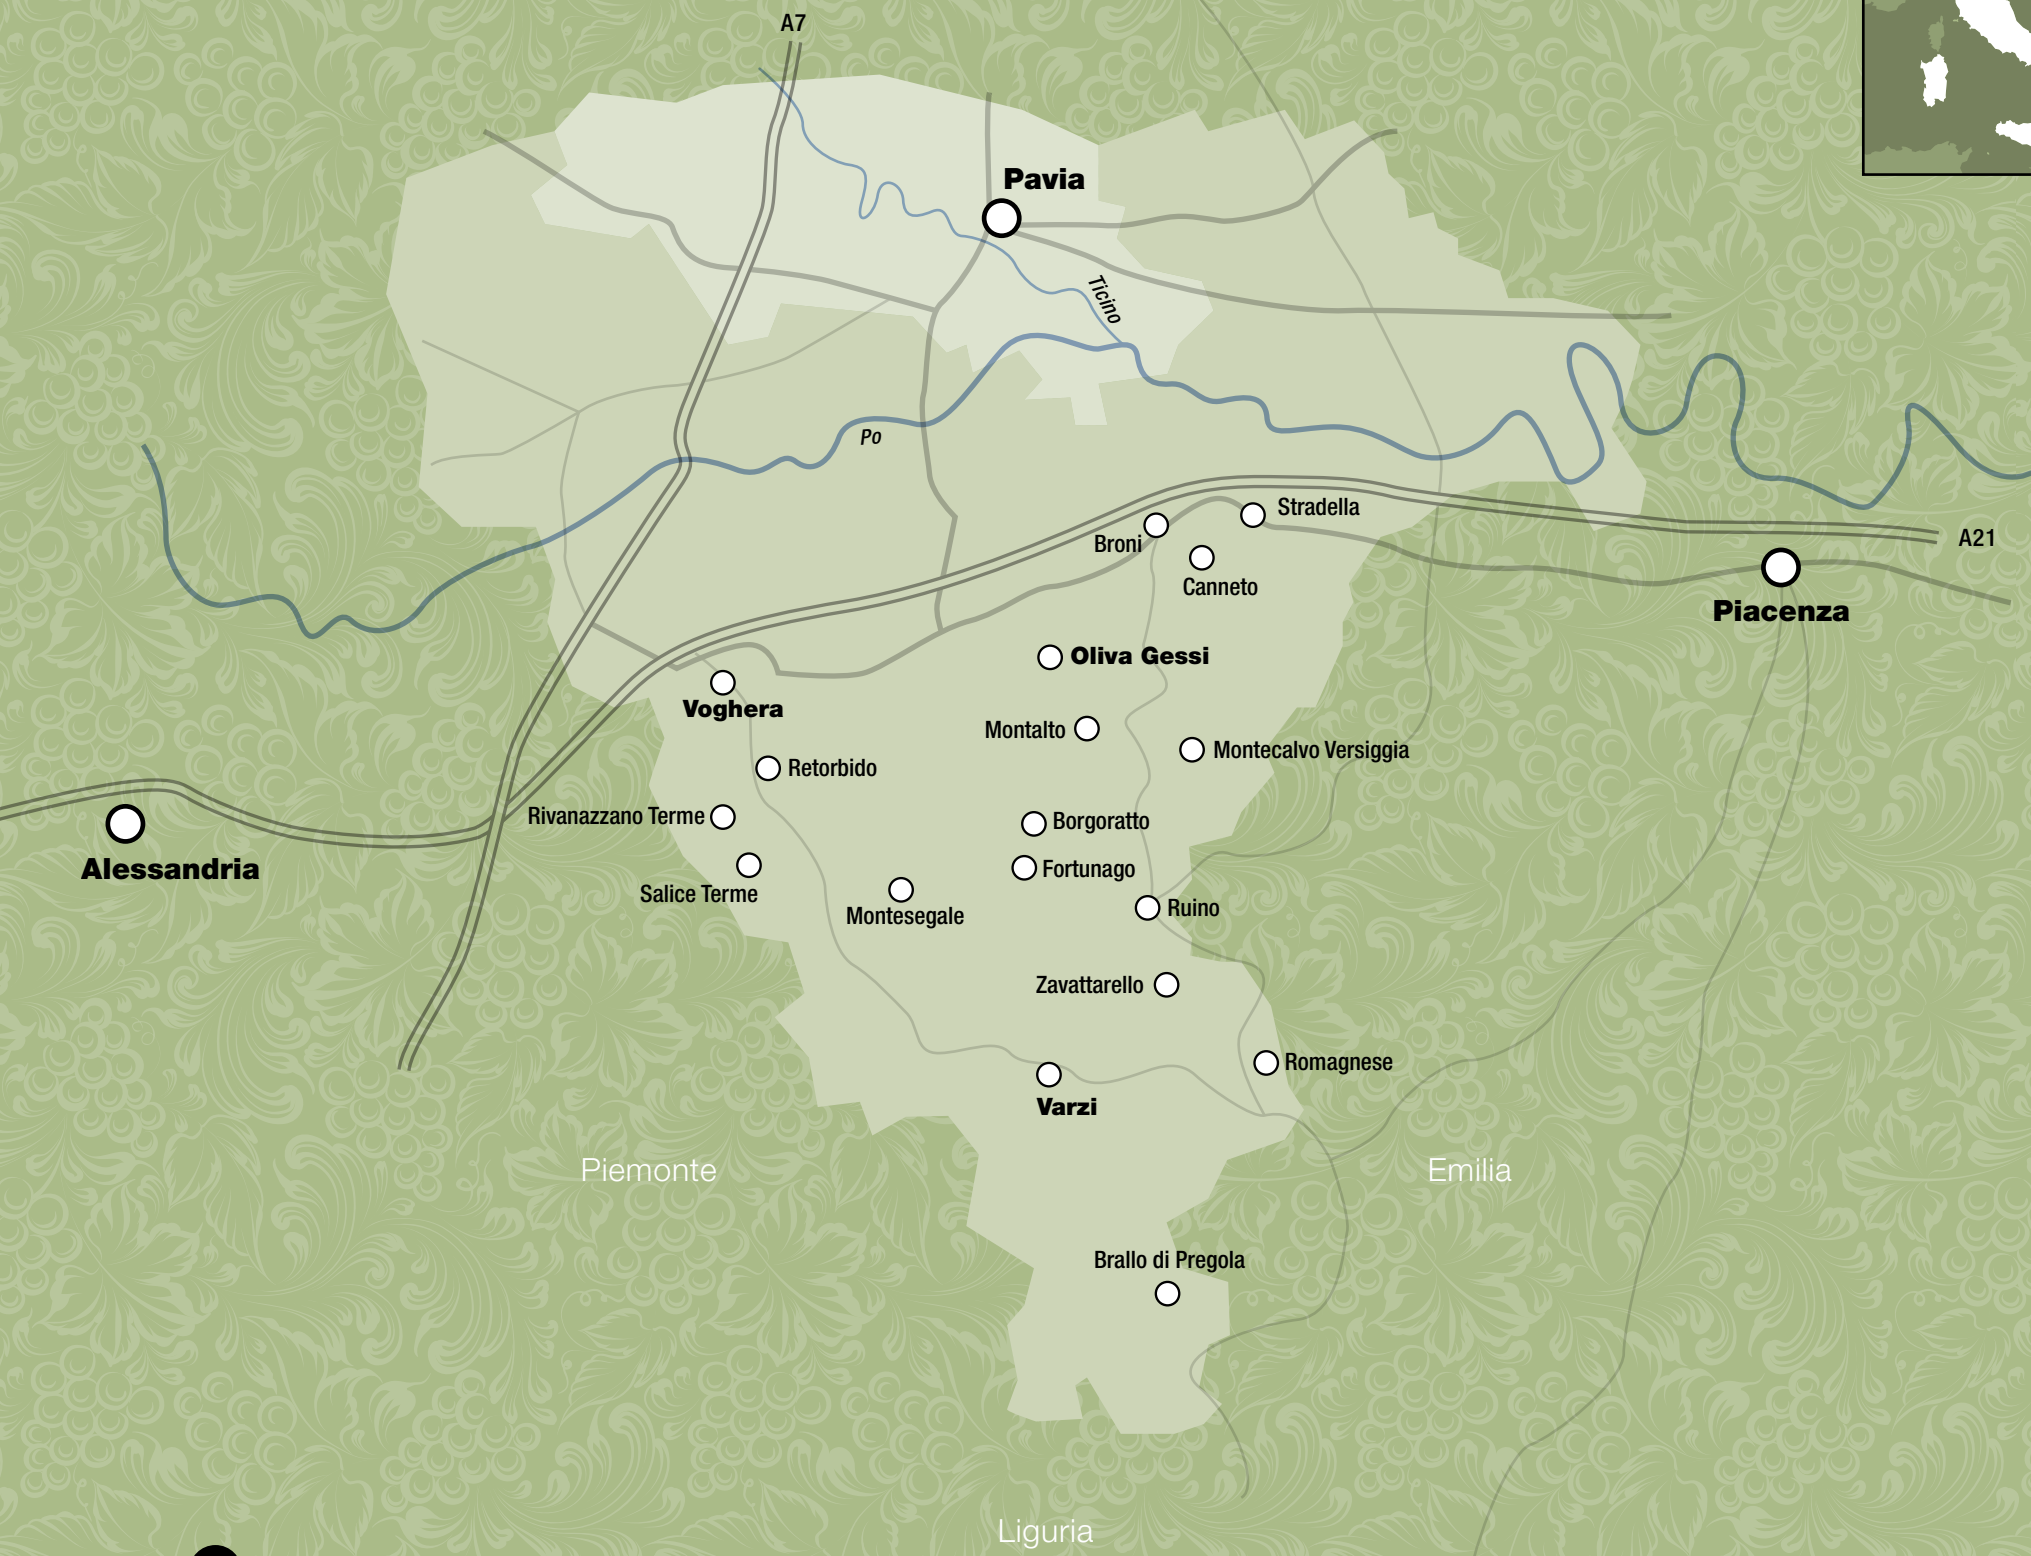 A7
Pavia
Ticino
Po
Stradella
Broni
A21
Canneto
Piacenza
Oliva Gessi
Voghera
Montalto
Montecalvo Versiggia
Retorbido
Rivanazzano Terme
Borgoratto
Alessandria
Fortunago
Salice Terme
Montesegale
Ruino
Zavattarello
Romagnese
Varzi
Piemonte
Emilia
Brallo di Pregola
Liguria